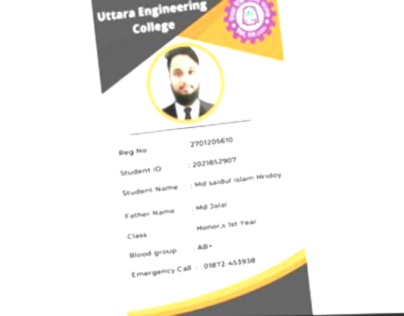 Uttara Engineering
College
Reg No : 2701205610
Student ID : 2021852907
Student Name : Md saidul islam Hridoy
Father Name : Md Jalal
Class : Honor,s 1st Year
Blood group : AB+
Emergency Call : 01872-453938